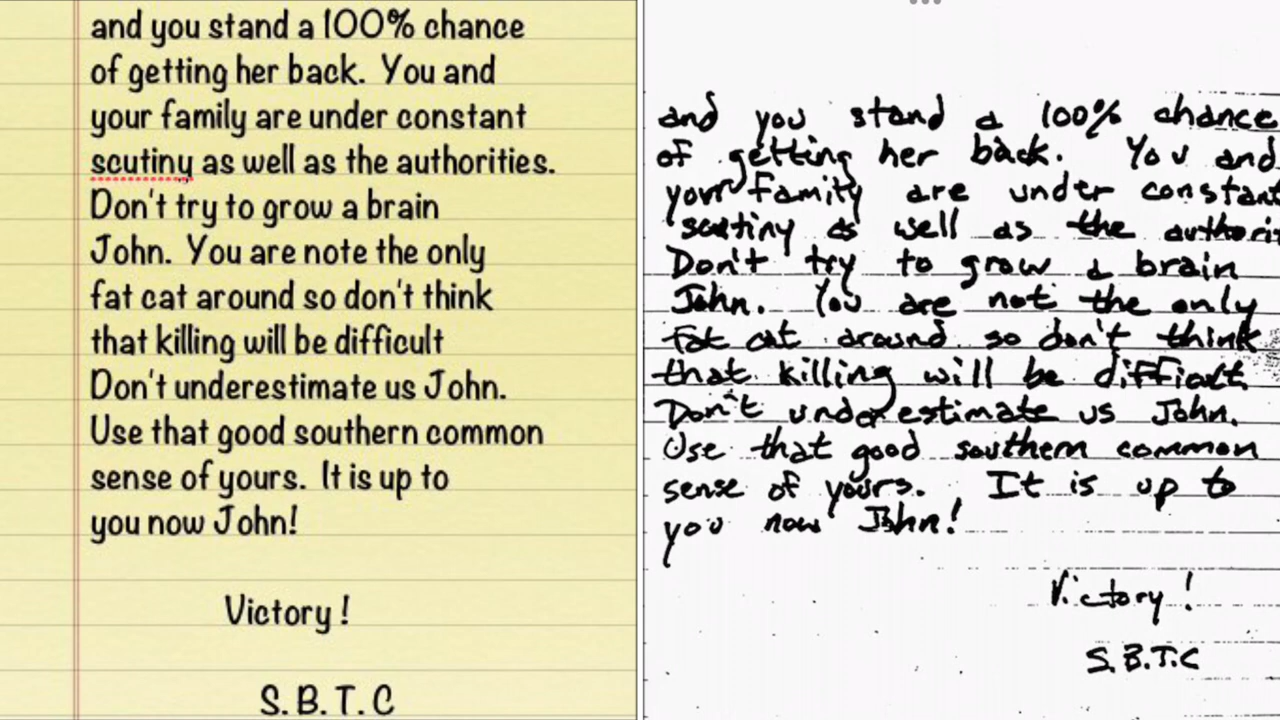 and you stand a 100% chance
of getting her back. You and
your family are under constant
scutiny as well as the authorities.
Don't try to grow a brain
John. You are note the only
fat cat around so don't think
that killing will be difficult
Don't underestimate us John.
Use that good southern common
sense of yours. It is up to
you now John!
Victory !
S. B. T. C
and you stand a 100% chance
of getting her back. You and
your family are under constant
scutiny as well as the authorit
Don't try to grow a brain
John. You are not the only
fat cat around so don't think
that killing will be difficult.
Don't underestimate us John.
Use that good southern common
sense of yours. It is up to
you now John!
Victory!
S.B.T.C